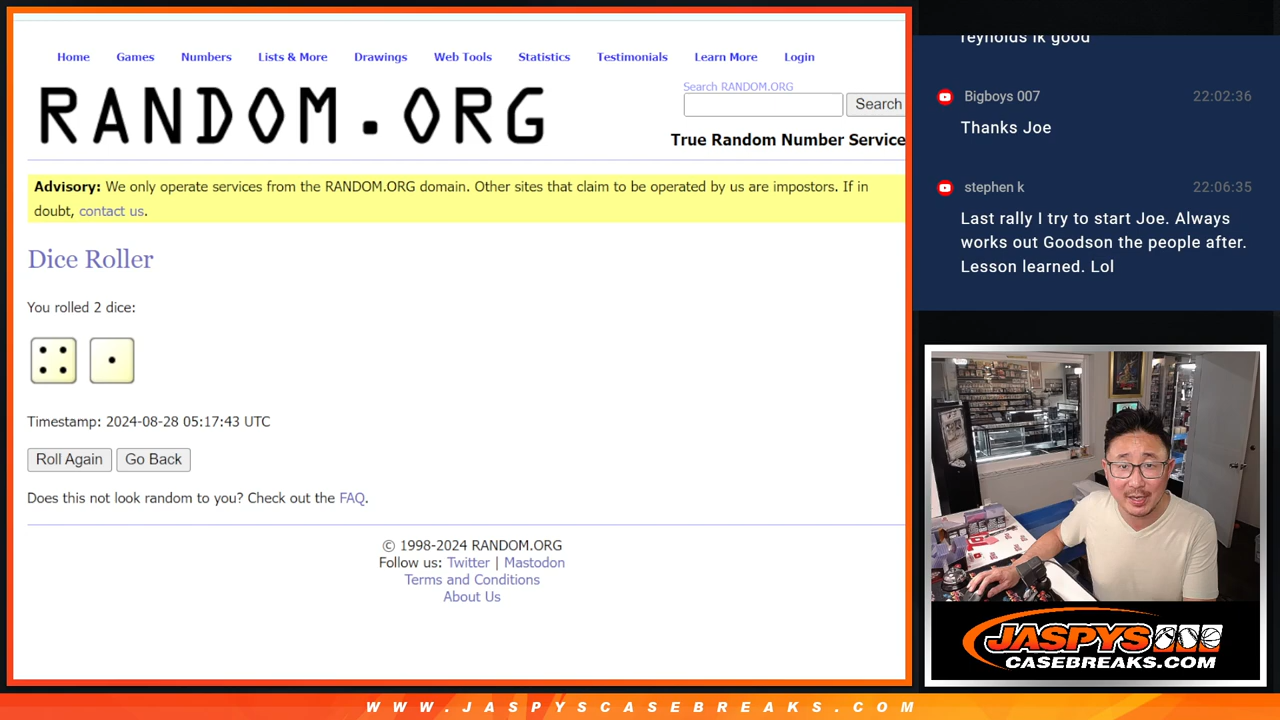 Home Games Numbers Lists & More Drawings Web Tools Statistics Testimonials Learn More Login
RANDOM.ORG
Search RANDOM.ORG
Search
True Random Number Service
Advisory: We only operate services from the RANDOM.ORG domain. Other sites that claim to be operated by us are impostors. If in
doubt, contact us.
Dice Roller
You rolled 2 dice:
Timestamp: 2024-08-28 05:17:43 UTC
Roll Again Go Back
Does this not look random to you? Check out the FAQ.
© 1998-2024 RANDOM.ORG
Follow us: Twitter | Mastodon
Terms and Conditions
About Us
reynolds ik good
Bigboys 007 22:02:36
Thanks Joe
stephen k 22:06:35
Last rally I try to start Joe. Always
works out Goodson the people after.
Lesson learned. Lol
JASPYS
CASEBREAKS.COM
WWW.JASPYSCASEBREAKS.COM